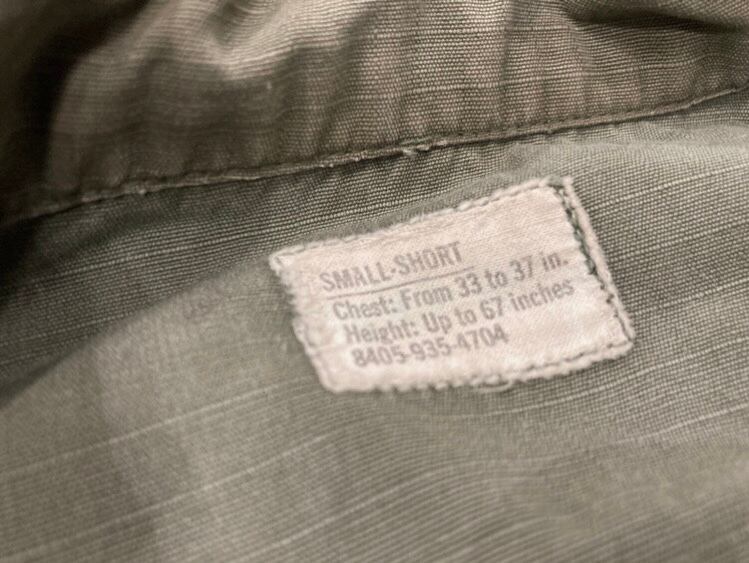 SMALL-SHORT
Chest: From 33 to 37 in.
Height: Up to 67 inches
8405-935-4704